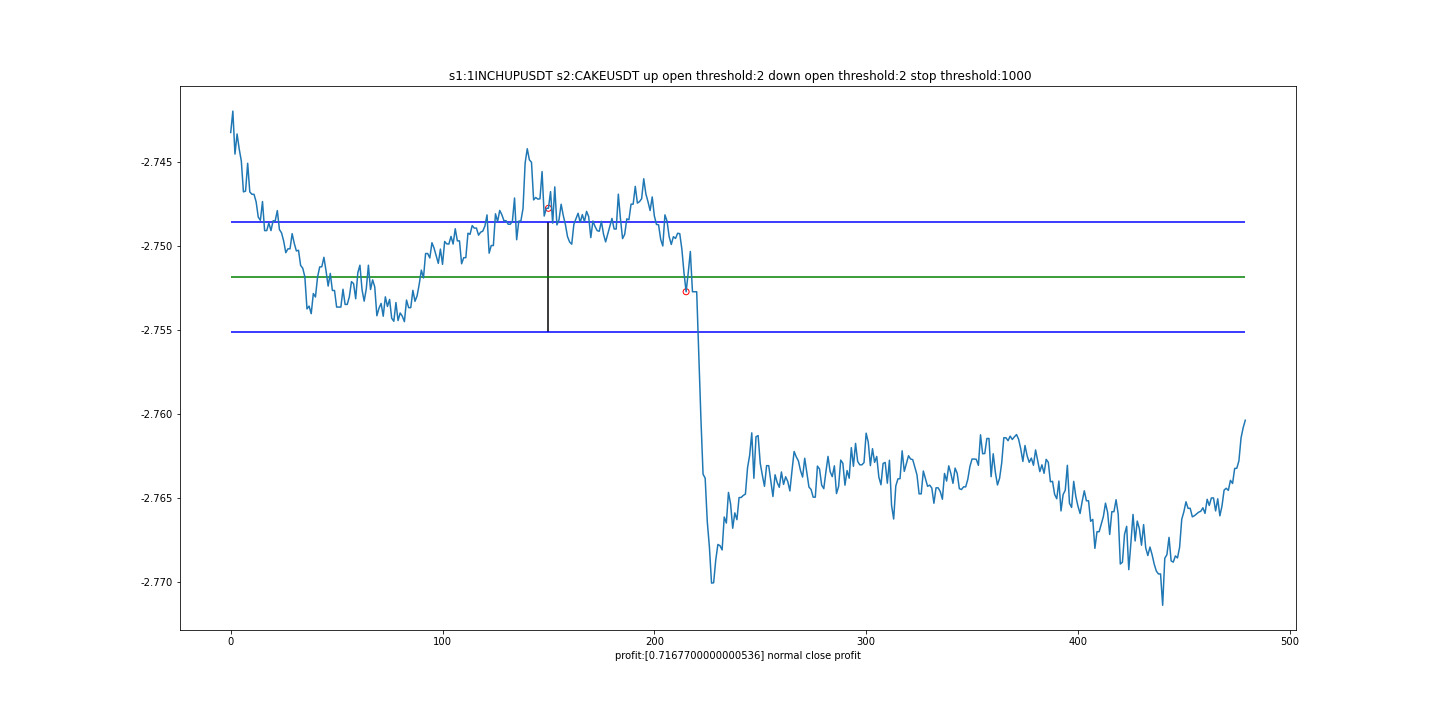 s1:1INCHUPUSDT s2:CAKEUSDT up open threshold:2 down open threshold:2 stop threshold:1000
-2.745
-2.750
-2.755
-2.760
-2.765
-2.770
0 100 200 300 400 500
profit:[0.7167700000000536] normal close profit